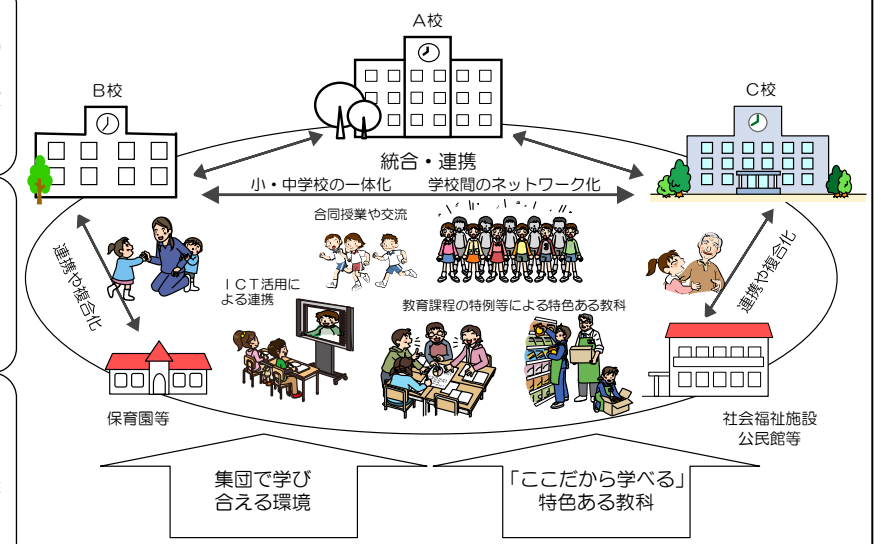 A校
B校
C校
統合・連携
小・中学校の一体化　学校間のネットワーク化
合同授業や交流
連携や複合化
連携や複合化
ＩＣＴ活用に
よる連携
教育課程の特例等による特色ある教科
保育園等
社会福祉施設
公民館等
集団で学び
合える環境
「ここだから学べる」
特色ある教科